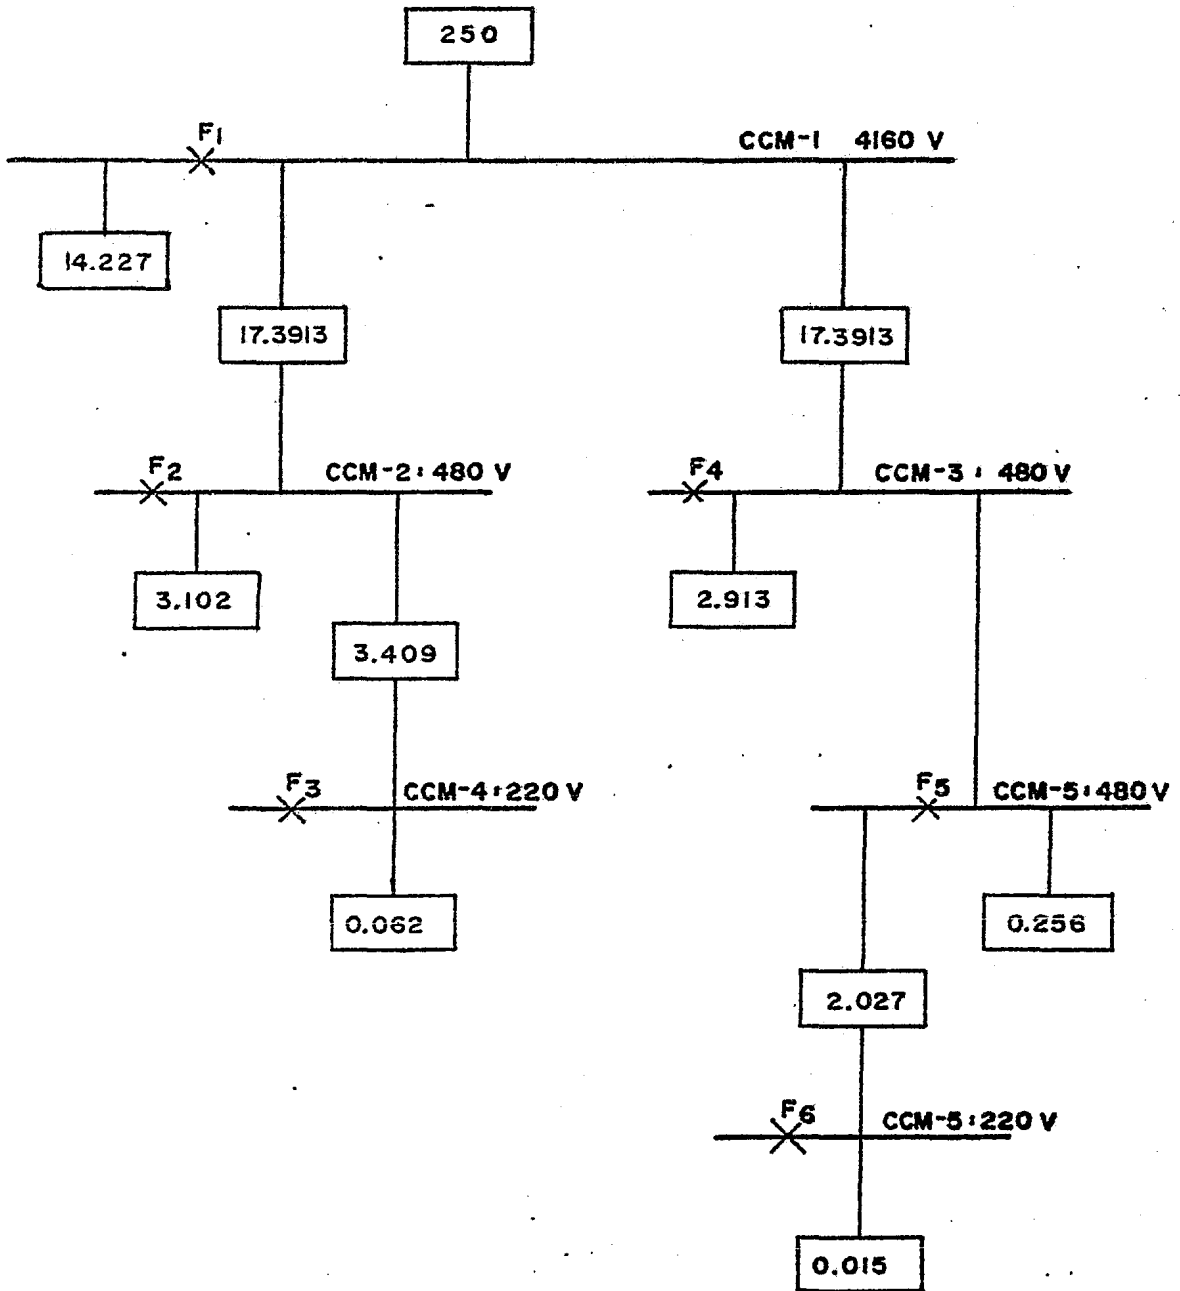 250
F1
CCM-1 4160 V
14.227
17.3913
17.3913
F2
CCM-2: 480 V
F4
CCM-3: 480 V
3.102
2.913
3.409
F3
CCM-4: 220 V
F5
CCM-5: 480 V
0.062
0.256
2.027
F6
CCM-5: 220 V
0.015